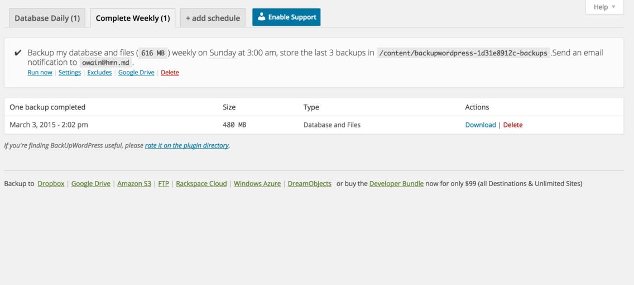 Help
Database Daily (1)
Complete Weekly (1)
+ add schedule
Enable Support
Backup my database and files ( 616 MB ) weekly on Sunday at 3:00 am, store the last 3 backups in /content/backupwordpress-1d31e8912c-backups .Send an email
notification to owain@hmn.md .
Run now | Settings | Excludes | Google Drive | Delete
One backup completed Size Type Actions
March 3, 2015 - 2:02 pm 480 MB Database and Files Download | Delete
If you're finding BackUpWordPress useful, please rate it on the plugin directory.
Backup to Dropbox | Google Drive | Amazon S3 | FTP | Rackspace Cloud | Windows Azure | DreamObjects or buy the Developer Bundle now for only $99 (all Destinations & Unlimited Sites)